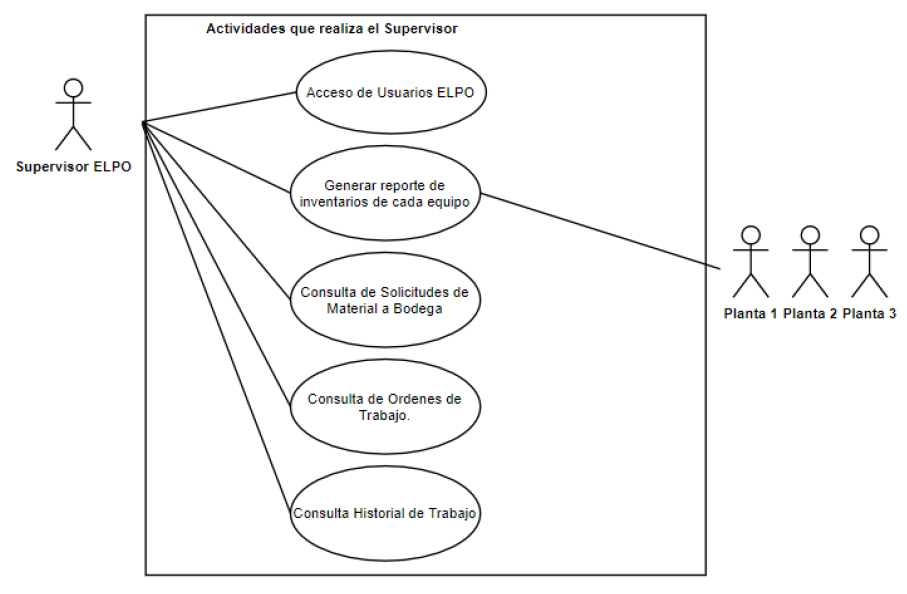 Actividades que realiza el Supervisor
Acceso de Usuarios ELPO
Supervisor ELPO
Generar reporte de
inventarios de cada equipo
Consulta de Solicitudes de
Material a Bodega
Planta 1 Planta 2 Planta 3
Consulta de Ordenes de
Trabajo.
Consulta Historial de Trabajo